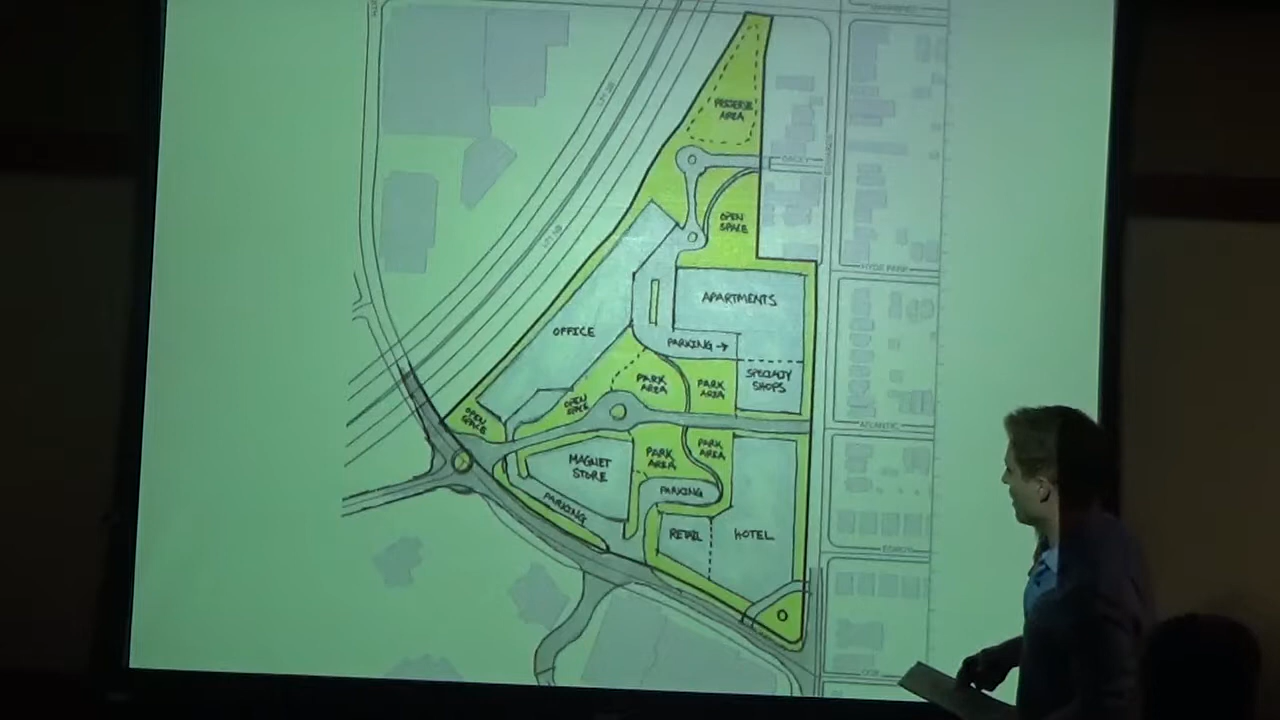 PRESERVE
AREA
OPEN
SPACE
HYDE PARK
APARTMENTS
OFFICE
PARKING →
SPECIALTY
SHOPS
PARK
AREA
PARK
AREA
OPEN
SPACE
OPEN
SPACE
ATLANTIC
PARK
AREA
PARK
AREA
MAGNET
STORE
PARKING
PARKING
RETAIL
HOTEL